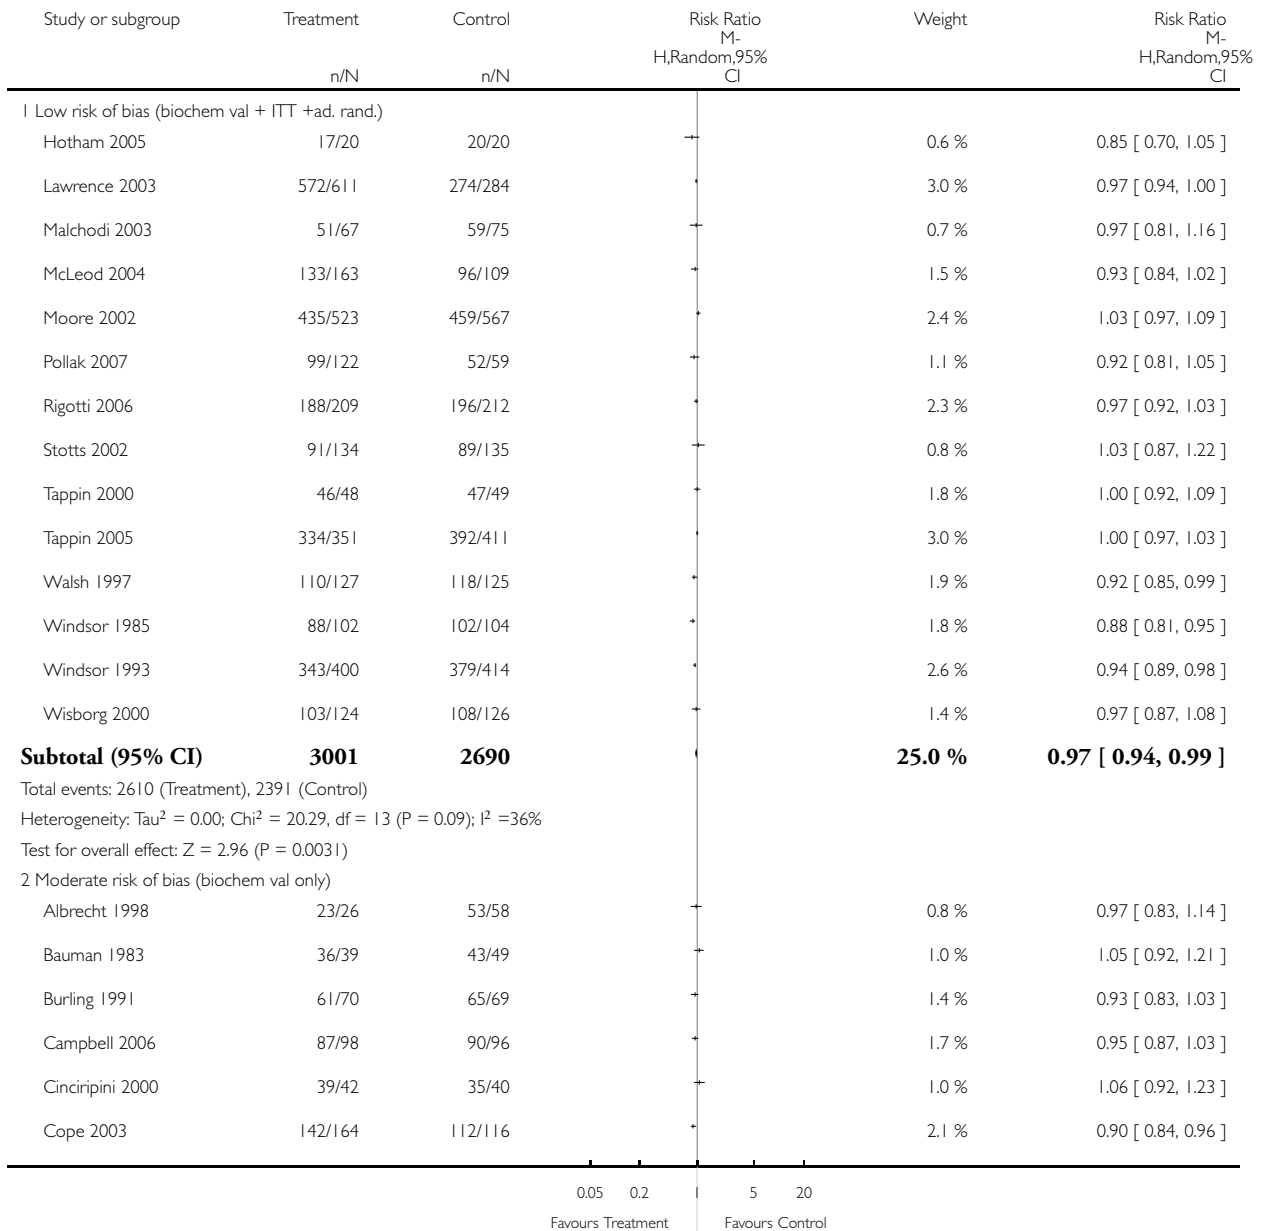 Study or subgroup Treatment Control Risk Ratio Weight Risk Ratio
M- M-
H,Random,95% H,Random,95%
n/N n/N CI CI
1 Low risk of bias (biochem val + ITT +ad. rand.)
Hotham 2005 17/20 20/20 0.6 % 0.85 [ 0.70, 1.05 ]
Lawrence 2003 572/611 274/284 3.0 % 0.97 [ 0.94, 1.00 ]
Malchodi 2003 51/67 59/75 0.7 % 0.97 [ 0.81, 1.16 ]
McLeod 2004 133/163 96/109 1.5 % 0.93 [ 0.84, 1.02 ]
Moore 2002 435/523 459/567 2.4 % 1.03 [ 0.97, 1.09 ]
Pollak 2007 99/122 52/59 1.1 % 0.92 [ 0.81, 1.05 ]
Rigotti 2006 188/209 196/212 2.3 % 0.97 [ 0.92, 1.03 ]
Stotts 2002 91/134 89/135 0.8 % 1.03 [ 0.87, 1.22 ]
Tappin 2000 46/48 47/49 1.8 % 1.00 [ 0.92, 1.09 ]
Tappin 2005 334/351 392/411 3.0 % 1.00 [ 0.97, 1.03 ]
Walsh 1997 110/127 118/125 1.9 % 0.92 [ 0.85, 0.99 ]
Windsor 1985 88/102 102/104 1.8 % 0.88 [ 0.81, 0.95 ]
Windsor 1993 343/400 379/414 2.6 % 0.94 [ 0.89, 0.98 ]
Wisborg 2000 103/124 108/126 1.4 % 0.97 [ 0.87, 1.08 ]
Subtotal (95% CI) 3001 2690 25.0 % 0.97 [ 0.94, 0.99 ]
Total events: 2610 (Treatment), 2391 (Control)
Heterogeneity: Tau² = 0.00; Chi² = 20.29, df = 13 (P = 0.09); I² =36%
Test for overall effect: Z = 2.96 (P = 0.0031)
2 Moderate risk of bias (biochem val only)
Albrecht 1998 23/26 53/58 0.8 % 0.97 [ 0.83, 1.14 ]
Bauman 1983 36/39 43/49 1.0 % 1.05 [ 0.92, 1.21 ]
Burling 1991 61/70 65/69 1.4 % 0.93 [ 0.83, 1.03 ]
Campbell 2006 87/98 90/96 1.7 % 0.95 [ 0.87, 1.03 ]
Cinciripini 2000 39/42 35/40 1.0 % 1.06 [ 0.92, 1.23 ]
Cope 2003 142/164 112/116 2.1 % 0.90 [ 0.84, 0.96 ]
0.05 0.2 1 5 20
Favours Treatment Favours Control